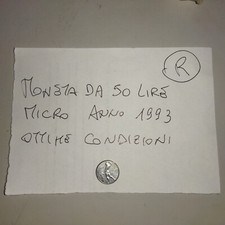 R
MONETA DA 50 LIRE
MICRO ANNO 1993
OTTIME CONDIZIONI